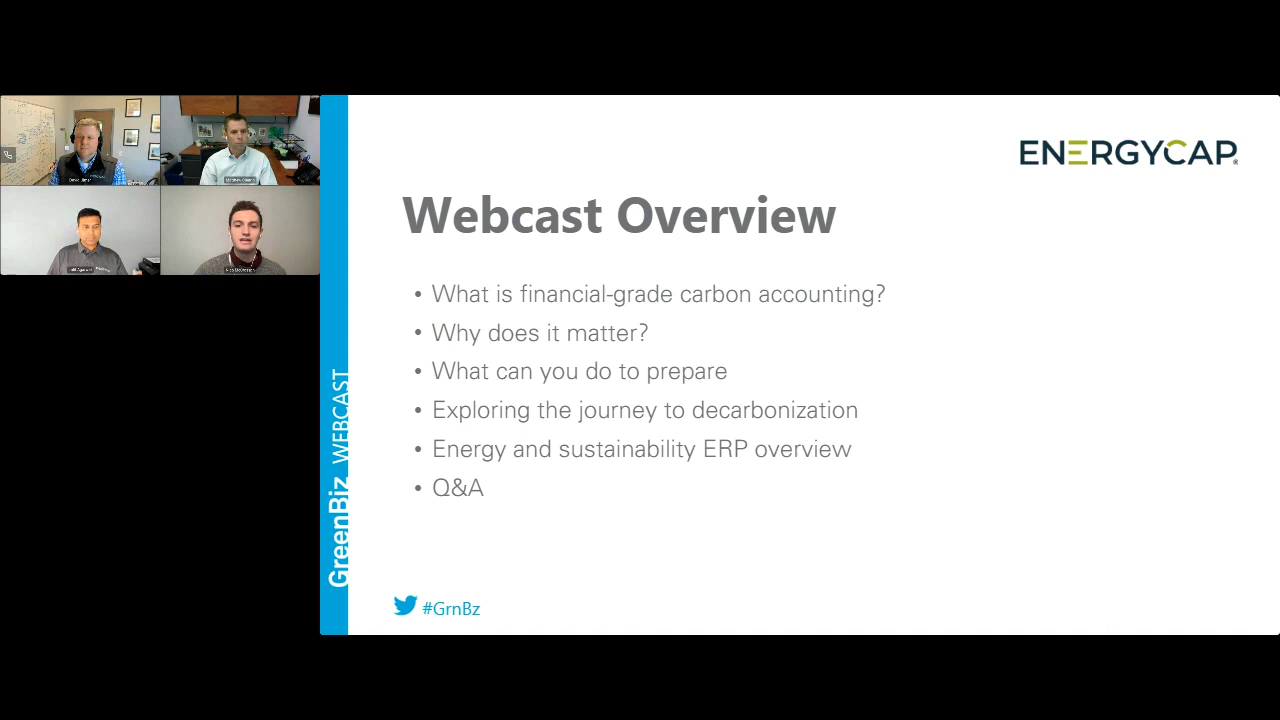 ENERGYCAP
Webcast Overview
• What is financial-grade carbon accounting?
• Why does it matter?
• What can you do to prepare
• Exploring the journey to decarbonization
• Energy and sustainability ERP overview
• Q&A
GreenBiz WEBCAST
#GrnBz